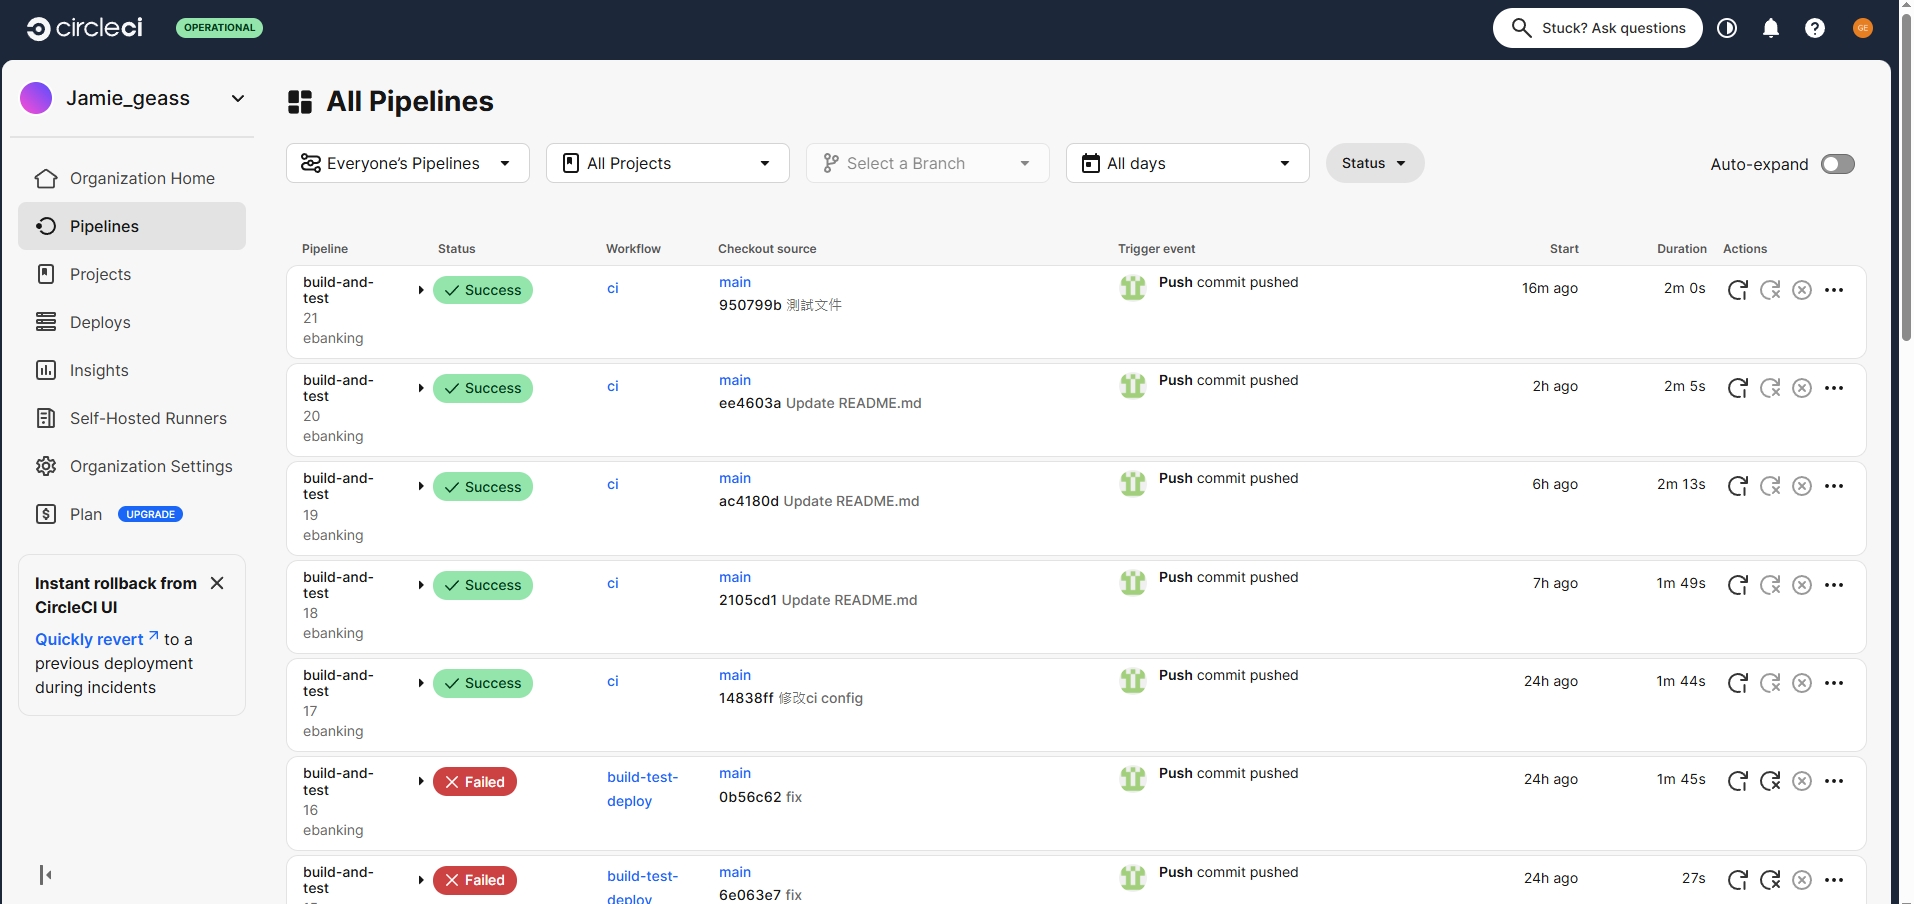 circleci
OPERATIONAL
Stuck? Ask questions
GE
Jamie_geass
All Pipelines
Everyone's Pipelines
All Projects
Select a Branch
All days
Status
Auto-expand
Organization Home
Pipelines
Projects
Deploys
Insights
Self-Hosted Runners
Organization Settings
Plan UPGRADE
Instant rollback from
CircleCI UI
Quickly revert to a
previous deployment
during incidents
Pipeline Status Workflow Checkout source Trigger event Start Duration Actions
build-and-
test
21
ebanking
Success
ci
main
950799b 測試文件
Push commit pushed
16m ago
2m 0s
build-and-
test
20
ebanking
Success
ci
main
ee4603a Update README.md
Push commit pushed
2h ago
2m 5s
build-and-
test
19
ebanking
Success
ci
main
ac4180d Update README.md
Push commit pushed
6h ago
2m 13s
build-and-
test
18
ebanking
Success
ci
main
2105cd1 Update README.md
Push commit pushed
7h ago
1m 49s
build-and-
test
17
ebanking
Success
ci
main
14838ff 修改ci config
Push commit pushed
24h ago
1m 44s
build-and-
test
16
ebanking
Failed
build-test-
deploy
main
0b56c62 fix
Push commit pushed
24h ago
1m 45s
build-and-
test
Failed
build-test-
deploy
main
6e063e7 fix
Push commit pushed
24h ago
27s